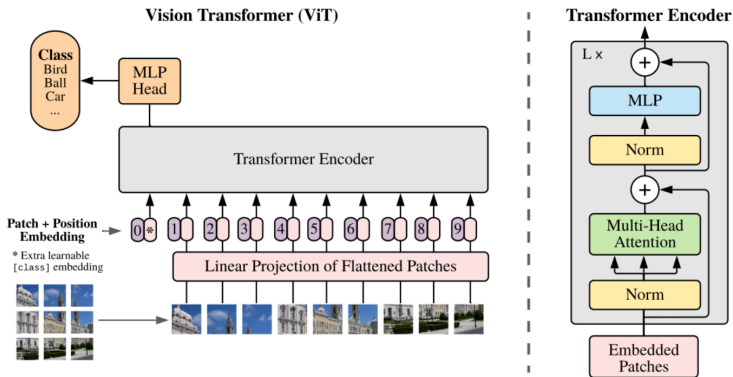 Vision Transformer (ViT)
Class
Bird
Ball
Car
...
MLP
Head
Transformer Encoder
Patch + Position
Embedding
0 * 1 2 3 4 5 6 7 8 9
* Extra learnable
[class] embedding
Linear Projection of Flattened Patches
Transformer Encoder
L ×
+
MLP
Norm
+
Multi-Head
Attention
Norm
Embedded
Patches